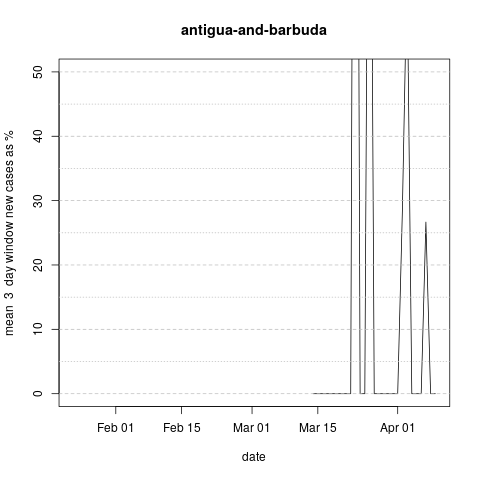 antigua-and-barbuda
mean 3 day window new cases as %
50
40
30
20
10
0
Feb 01 Feb 15 Mar 01 Mar 15 Apr 01
date